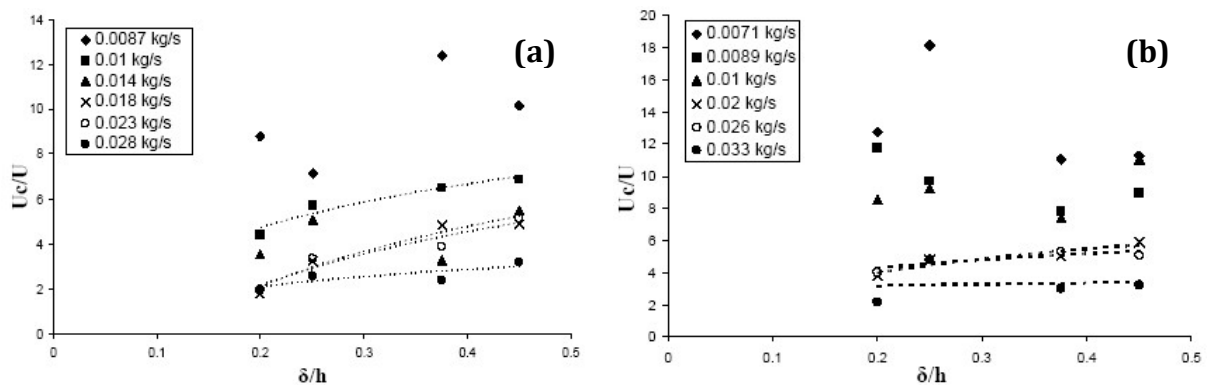 14
12
10
8
6
4
2
0
Uc/U
0.0087 kg/s
0.01 kg/s
0.014 kg/s
0.018 kg/s
0.023 kg/s
0.028 kg/s
(a)
0 0.1 0.2 0.3 0.4 0.5
δ/h
20
18
16
14
12
10
8
6
4
2
0
Uc/U
0.0071 kg/s
0.0089 kg/s
0.01 kg/s
0.02 kg/s
0.026 kg/s
0.033 kg/s
(b)
0 0.1 0.2 0.3 0.4 0.5
δ/h